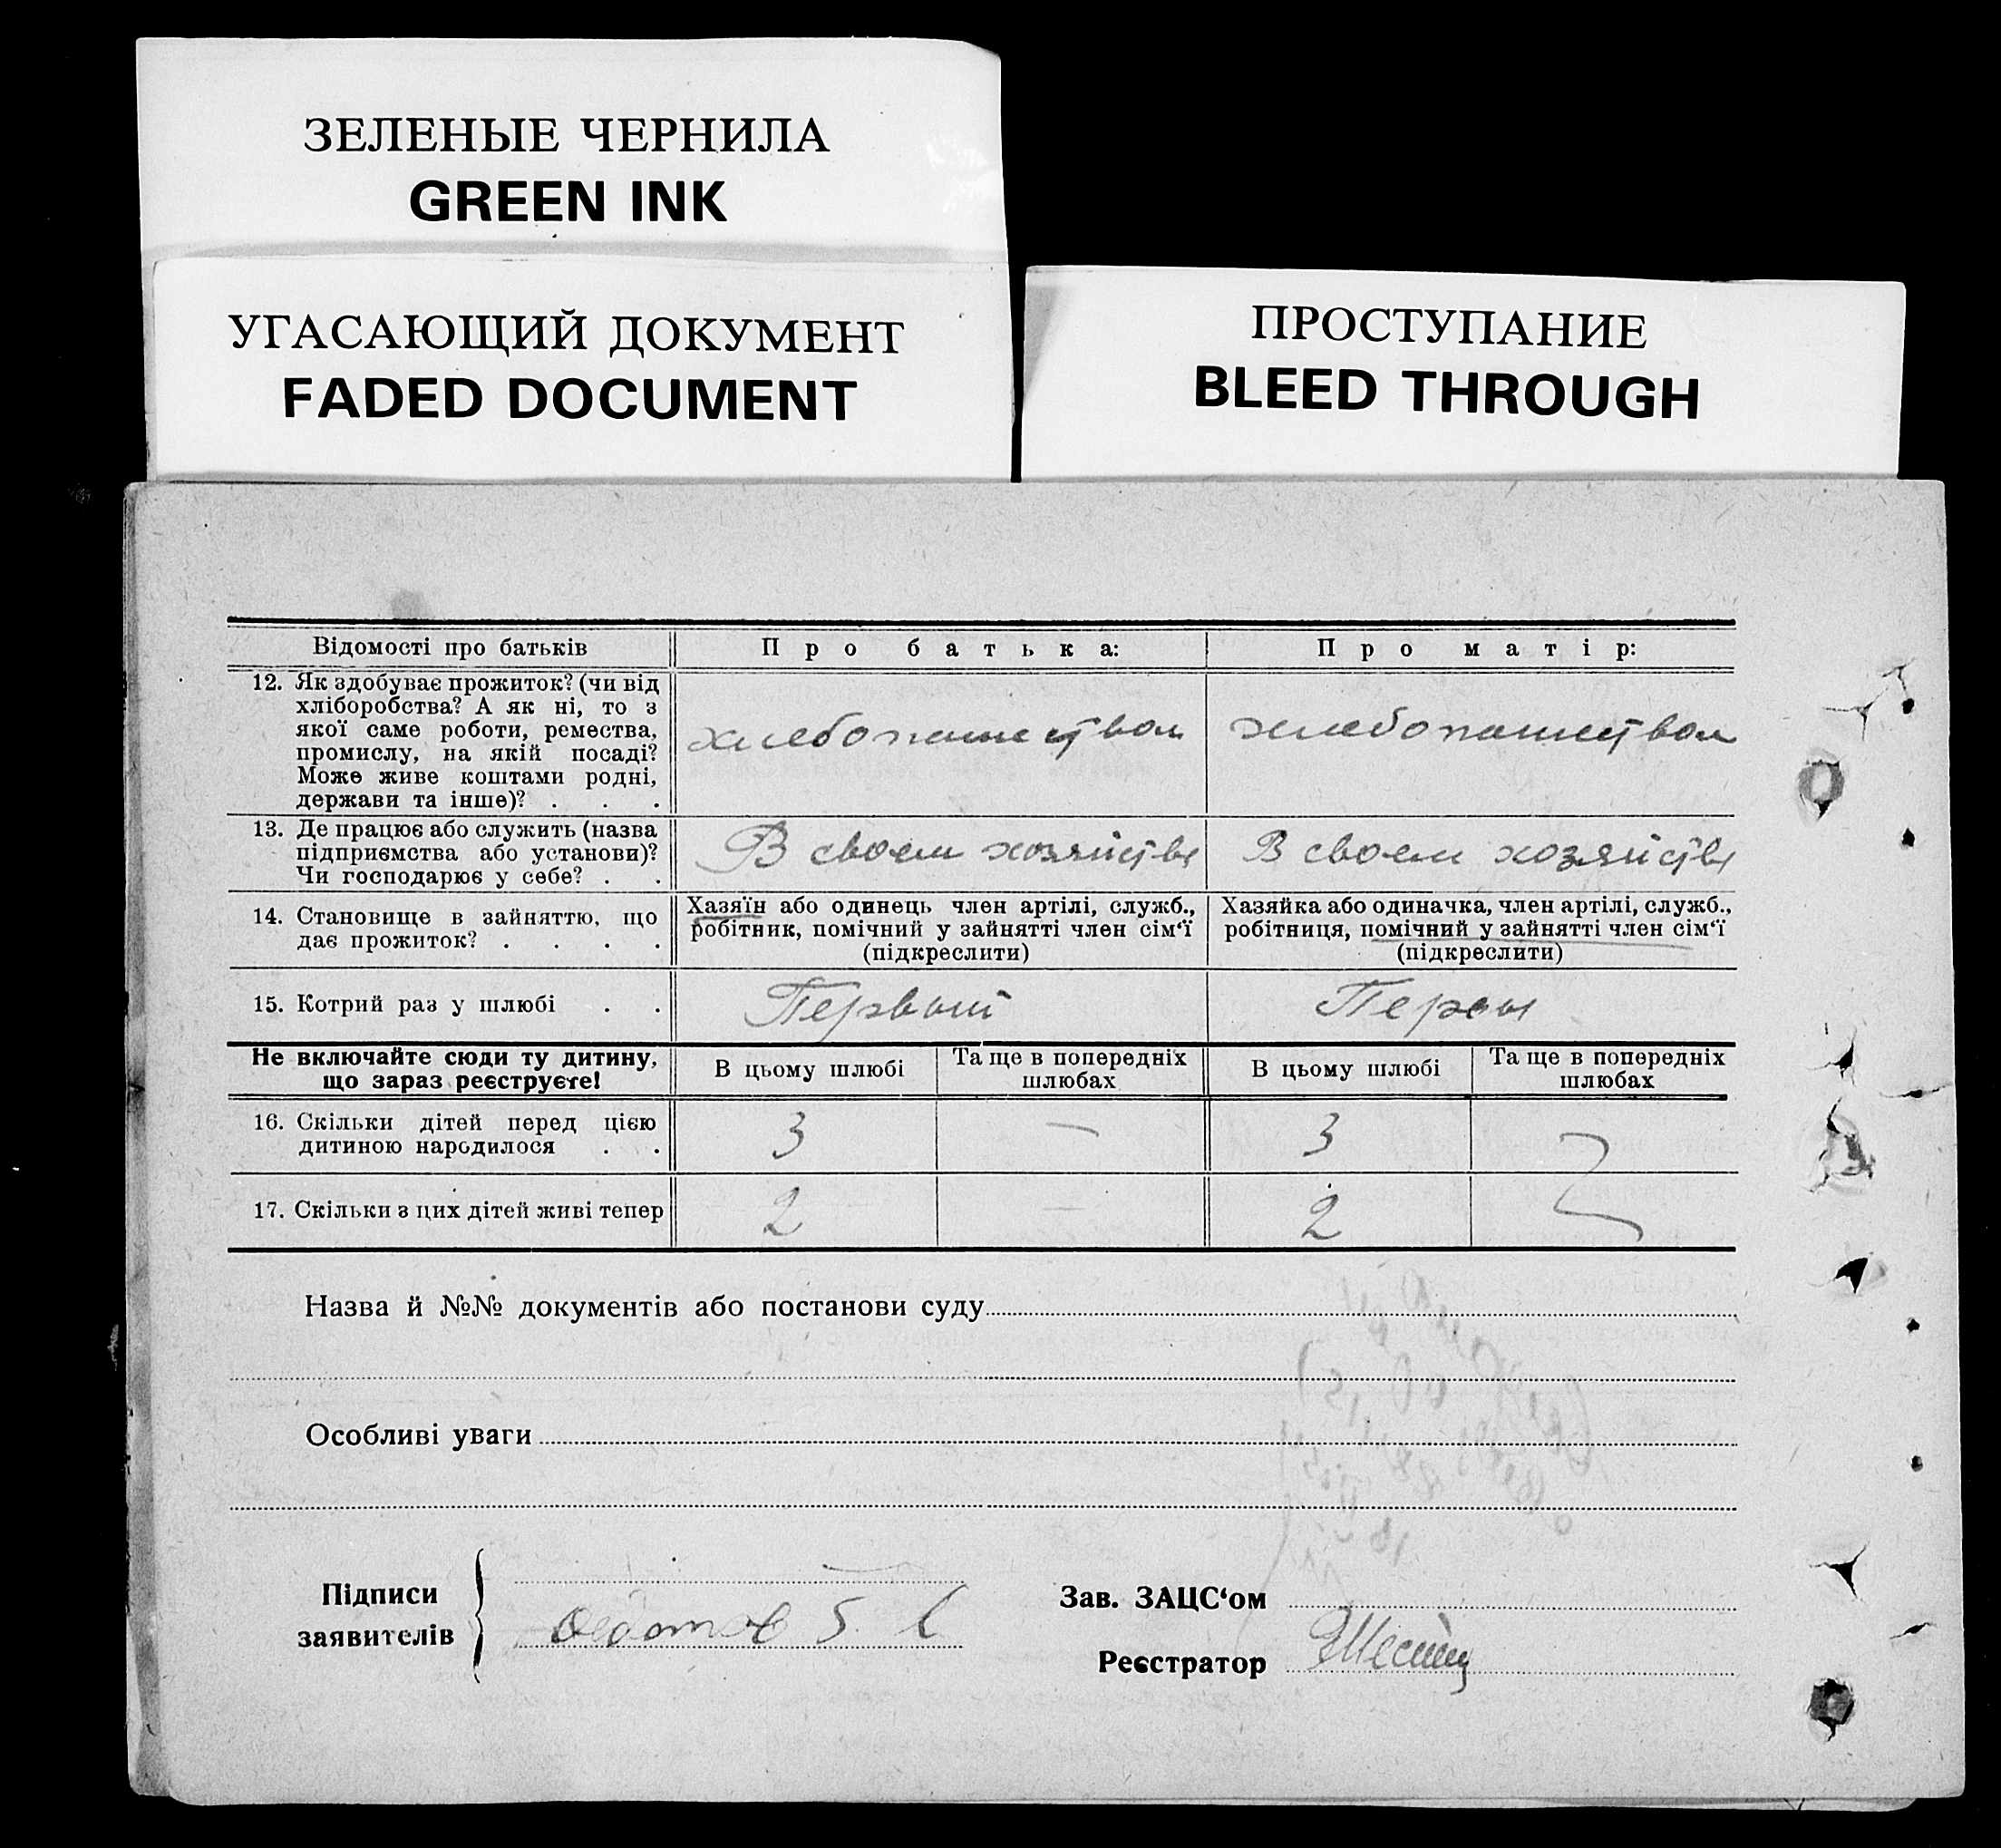 ЗЕЛЕНЫЕ ЧЕРНИЛА
GREEN INK
УГАСАЮЩИЙ ДОКУМЕНТ
FADED DOCUMENT
ПРОСТУПАНИЕ
BLEED THROUGH
Відомості про батьків
Про батька:
Про матір:
12. Як здобуває прожиток? (чи від
хліборобства? А як ні, то з
якої саме роботи, ремества,
промислу, на якій посаді?
Може живе коштами родні,
держави та інше)? . . .
хлебопашеством
хлебопашеством
13. Де працює або служить (назва
підприємства або установи)?
Чи господарює у себе? . .
В своем хозяйстве
В своем хозяйстве
14. Становище в зайняттю, що
дає прожиток? . . . .
Хазяїн або одинець член артілі, служб.,
робітник, помічний у зайнятті член сім‘ї
(підкреслити)
Хазяйка або одиначка, член артілі, служб.,
робітниця, помічний у зайнятті член сім‘ї
(підкреслити)
15. Котрий раз у шлюбі . .
Первый
Первы
Не включайте сюди ту дитину,
що зараз реєструєте!
В цьому шлюбі
Та ще в попередніх
шлюбах
В цьому шлюбі
Та ще в попередніх
шлюбах
16. Скільки дітей перед цією
дитиною народилося . .
3
—
3
17. Скільки з цих дітей живі тепер
2
—
2
Назва й №№ документів або постанови суду
Особливі уваги
Підписи
заявителів
Зав. ЗАЦС‘ом
Реєстратор